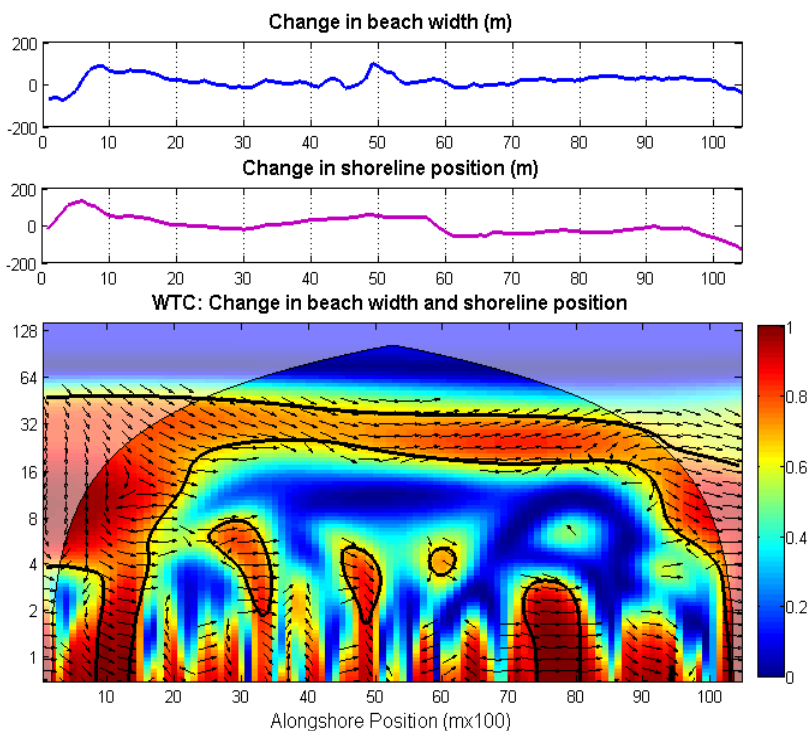 Change in beach width (m)
200
0
-200
10 20 30 40 50 60 70 80 90 100
Change in shoreline position (m)
200
0
-200
10 20 30 40 50 60 70 80 90 100
WTC: Change in beach width and shoreline position
128
64
32
16
8
4
2
1
10 20 30 40 50 60 70 80 90 100
Alongshore Position (mx100)
1
0.8
0.6
0.4
0.2
0